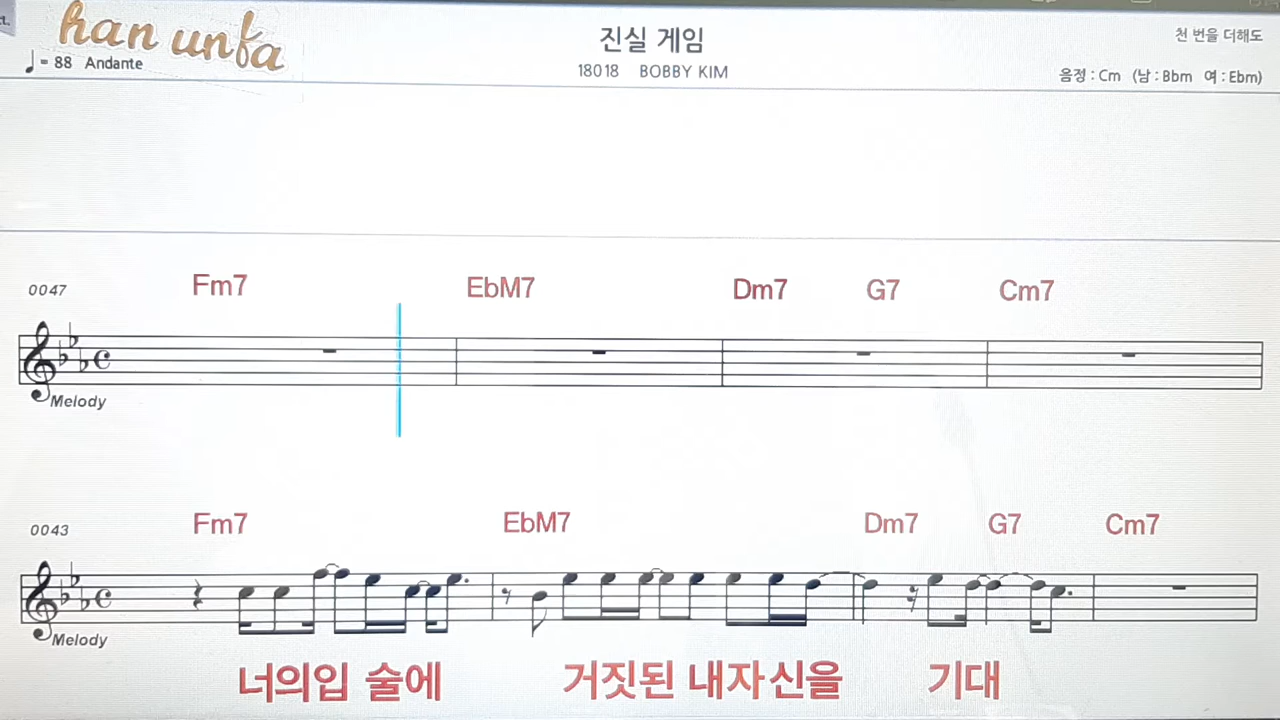 han unfa
♩ = 88 Andante
진실 게임
18018 BOBBY KIM
천 번을 더해도
음정 : Cm (남 : Bbm 여 : Ebm)
0047 Fm7 EbM7 Dm7 G7 Cm7
Melody
0043 Fm7 EbM7 Dm7 G7 Cm7
Melody
너의입 술에 거짓된 내자신을 기대